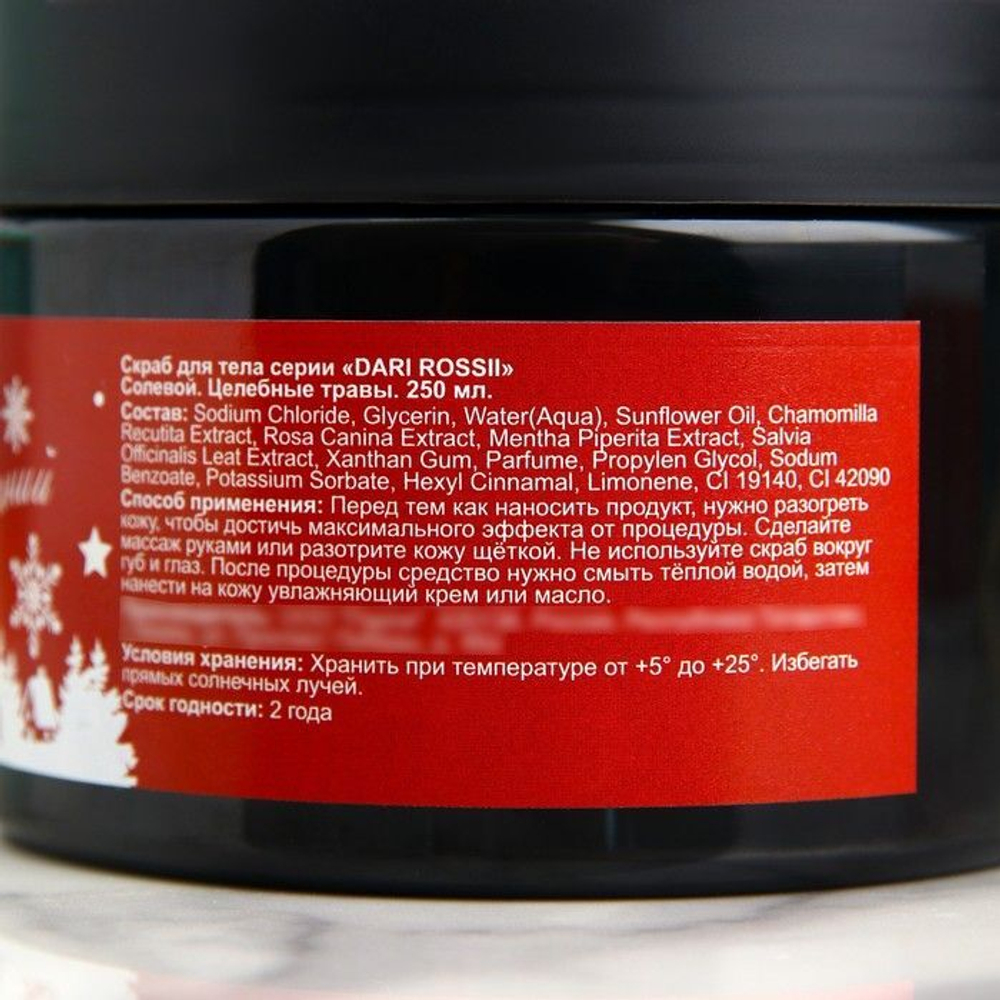 Скраб для тела серии «DARI ROSSII»
Солевой. Целебные травы. 250 мл.
Состав: Sodium Chloride, Glycerin, Water(Aqua), Sunflower Oil, Chamomilla
Recutita Extract, Rosa Canina Extract, Mentha Piperita Extract, Salvia
Officinalis Leat Extract, Xanthan Gum, Parfume, Propylen Glycol, Sodum
Benzoate, Potassium Sorbate, Hexyl Cinnamal, Limonene, CI 19140, CI 42090
Способ применения: Перед тем как наносить продукт, нужно разогреть
кожу, чтобы достичь максимального эффекта от процедуры. Сделайте
массаж руками или разотрите кожу щёткой. Не используйте скраб вокруг
губ и глаз. После процедуры средство нужно смыть тёплой водой, затем
нанести на кожу увлажняющий крем или масло.
Условия хранения: Хранить при температуре от +5° до +25°. Избегать
прямых солнечных лучей.
Срок годности: 2 года